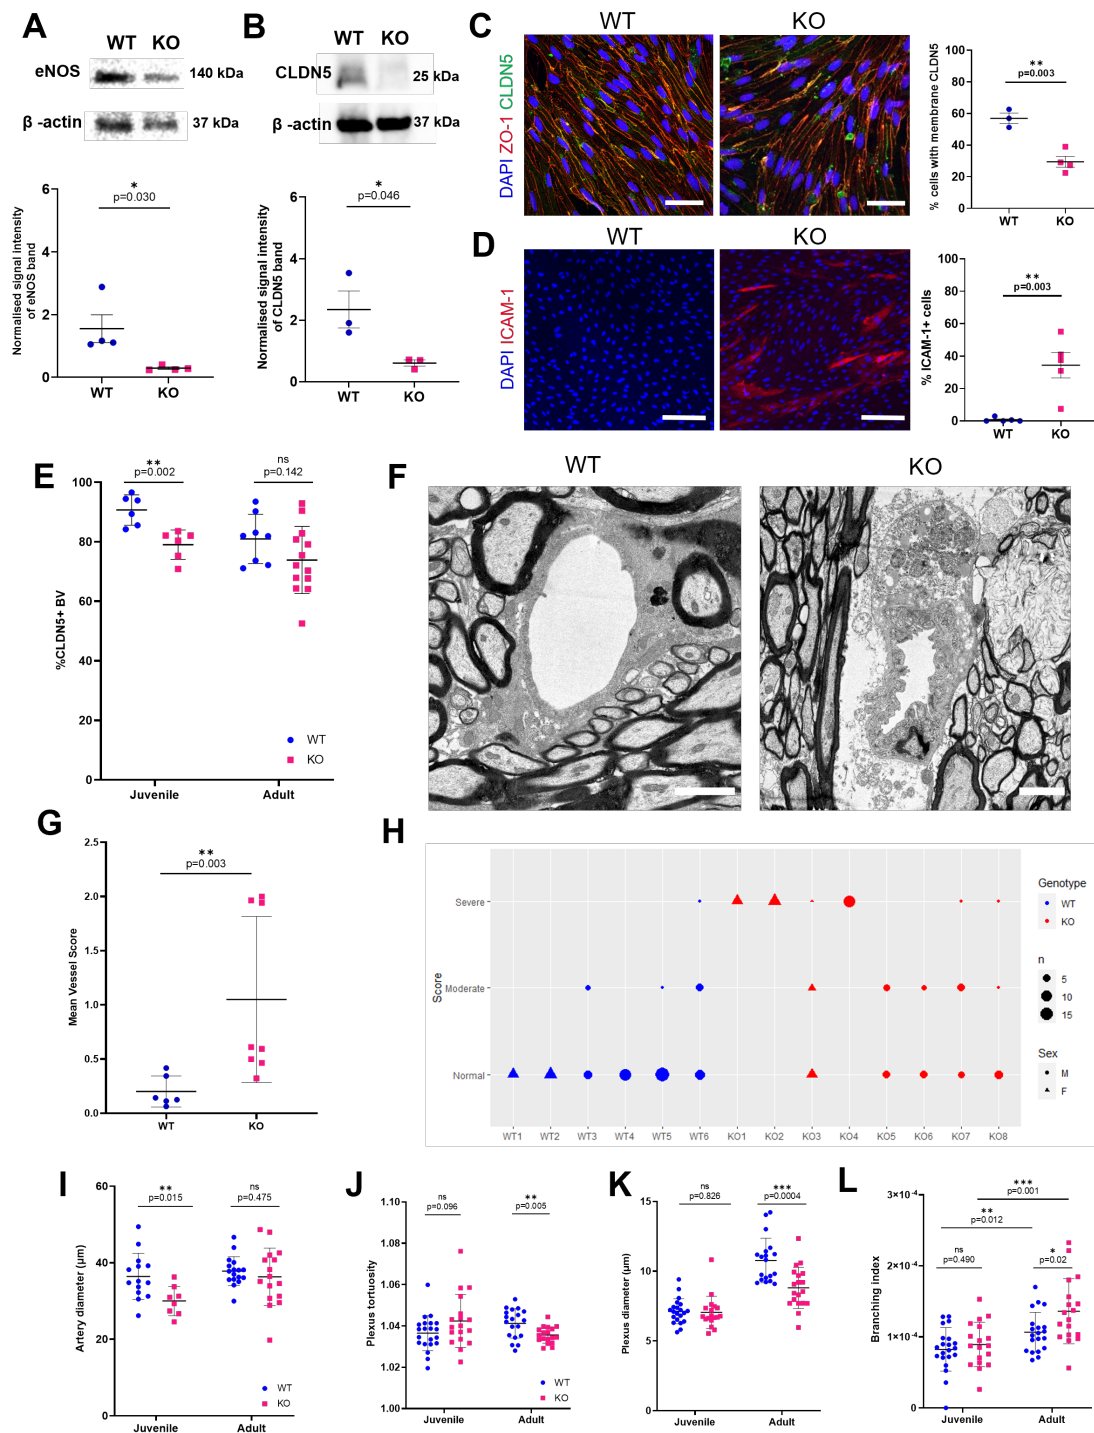 A
WT KO
eNOS
140 kDa
β -actin
37 kDa
*
p=0.030
Normalised signal intensity
of eNOS band
6
4
2
0
WT KO
B
WT KO
CLDN5
25 kDa
β -actin
37 kDa
*
p=0.046
Normalised signal intensity
of CLDN5 band
6
4
2
0
WT KO
C
WT KO
DAPI ZO-1 CLDN5
% cells with membrane CLDN5
100
80
60
40
20
0
**
p=0.003
WT KO
D
WT KO
DAPI ICAM-1
% ICAM-1+ cells
100
80
60
40
20
0
**
p=0.003
WT KO
E
%CLDN5+ BV
100
80
60
40
20
0
**
p=0.002
ns
p=0.142
WT
KO
Juvenile Adult
F
WT KO
G
Mean Vessel Score
2.5
2.0
1.5
1.0
0.5
0.0
**
p=0.003
WT KO
H
Score
Severe
Moderate
Normal
WT1 WT2 WT3 WT4 WT5 WT6 KO1 KO2 KO3 KO4 KO5 KO6 KO7 KO8
Genotype
WT
KO
n
5
10
15
Sex
M
F
I
Artery diameter (μm)
60
40
20
0
**
p=0.015
ns
p=0.475
WT
KO
Juvenile Adult
J
Plexus tortuosity
1.10
1.08
1.06
1.04
1.02
1.00
ns
p=0.096
**
p=0.005
WT
KO
Juvenile Adult
K
Plexus diameter (μm)
15
10
5
0
ns
p=0.826
***
p=0.0004
Juvenile Adult
L
Branching index
3×10⁻⁴
2×10⁻⁴
1×10⁻⁴
0
***
p=0.001
**
p=0.012
ns
p=0.490
*
p=0.02
Juvenile Adult